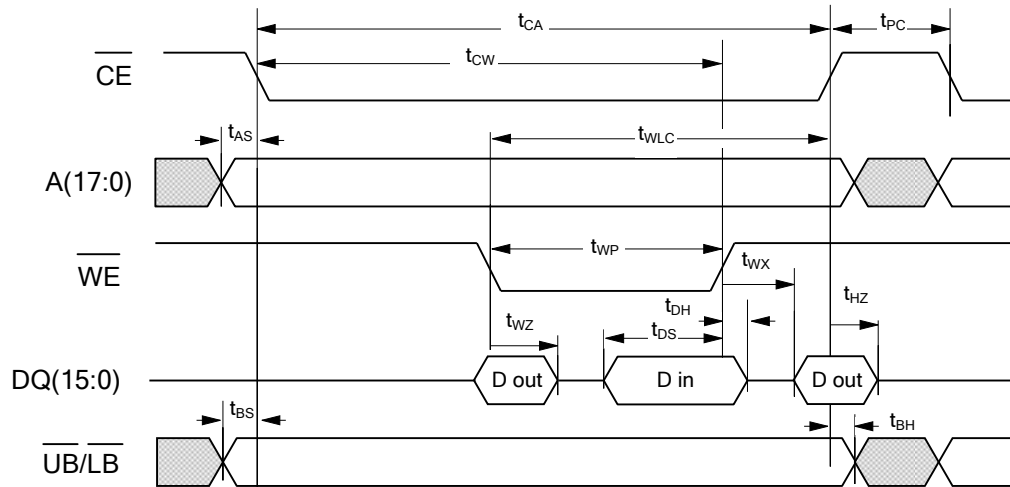 tCA
tPC
tCW
CE
tAS
tWLC
A(17:0)
tWP
WE
tWX
tDH
tHZ
tWZ
tDS
DQ(15:0)
D out
D in
D out
tBS
tBH
UB/LB